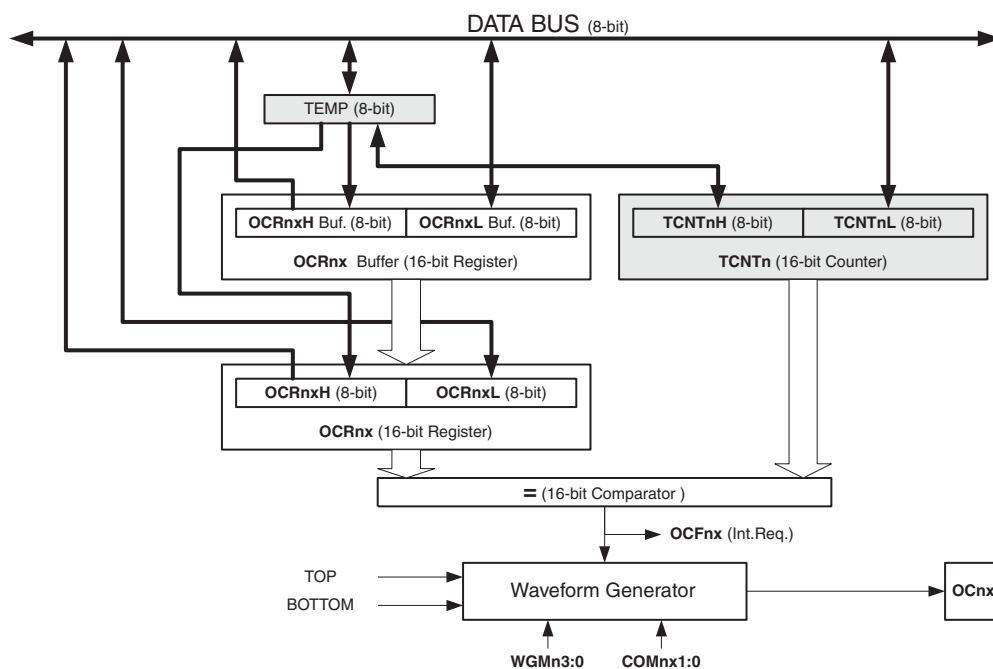 DATA BUS (8-bit)
TEMP (8-bit)
OCRnxH Buf. (8-bit) OCRnxL Buf. (8-bit)
OCRnx Buffer (16-bit Register)
TCNTnH (8-bit) TCNTnL (8-bit)
TCNTn (16-bit Counter)
OCRnxH (8-bit) OCRnxL (8-bit)
OCRnx (16-bit Register)
= (16-bit Comparator )
OCFnx (Int.Req.)
TOP
BOTTOM
Waveform Generator
OCnx
WGMn3:0 COMnx1:0